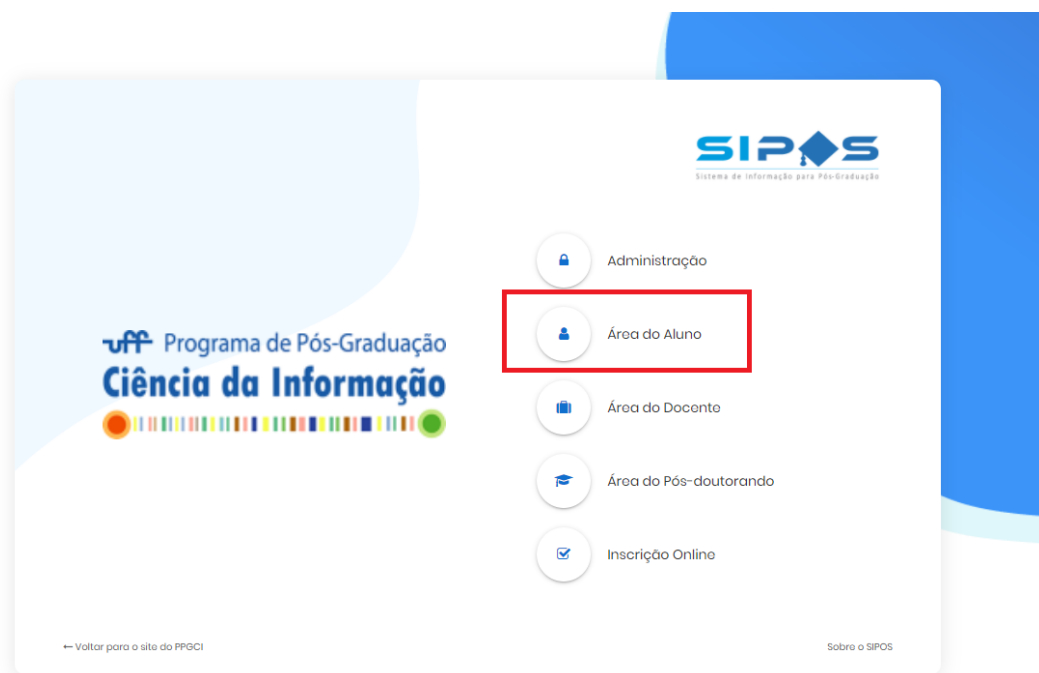 SIPOS
Sistema de Informação para Pós-Graduação
Administração
Área do Aluno
uff Programa de Pós-Graduação
Ciência da Informação
Área do Docente
Área do Pós-doutorando
Inscrição Online
← Voltar para o site do PPGCI
Sobre o SIPOS